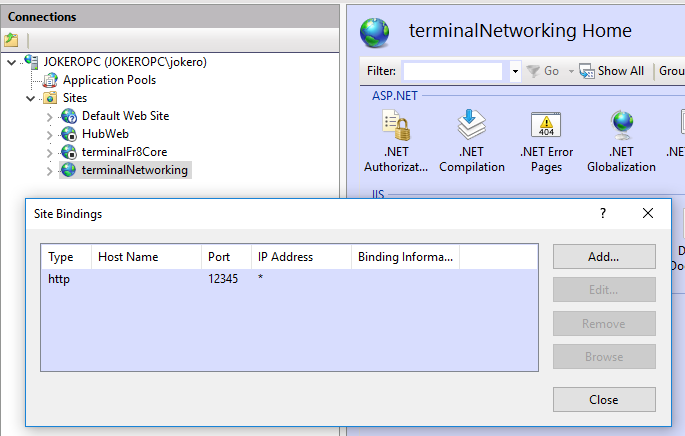 Connections
JOKEROPC (JOKEROPC\jokero)
Application Pools
Sites
Default Web Site
HubWeb
terminalFr8Core
terminalNetworking
terminalNetworking Home
Filter: Go Show All Grou
ASP.NET
.NET Authorizat...
.NET Compilation
404
.NET Error Pages
.NET Globalization
IIS
D
Do
Site Bindings ?
Type Host Name Port IP Address Binding Informa...
http 12345 *
Add...
Edit...
Remove
Browse
Close